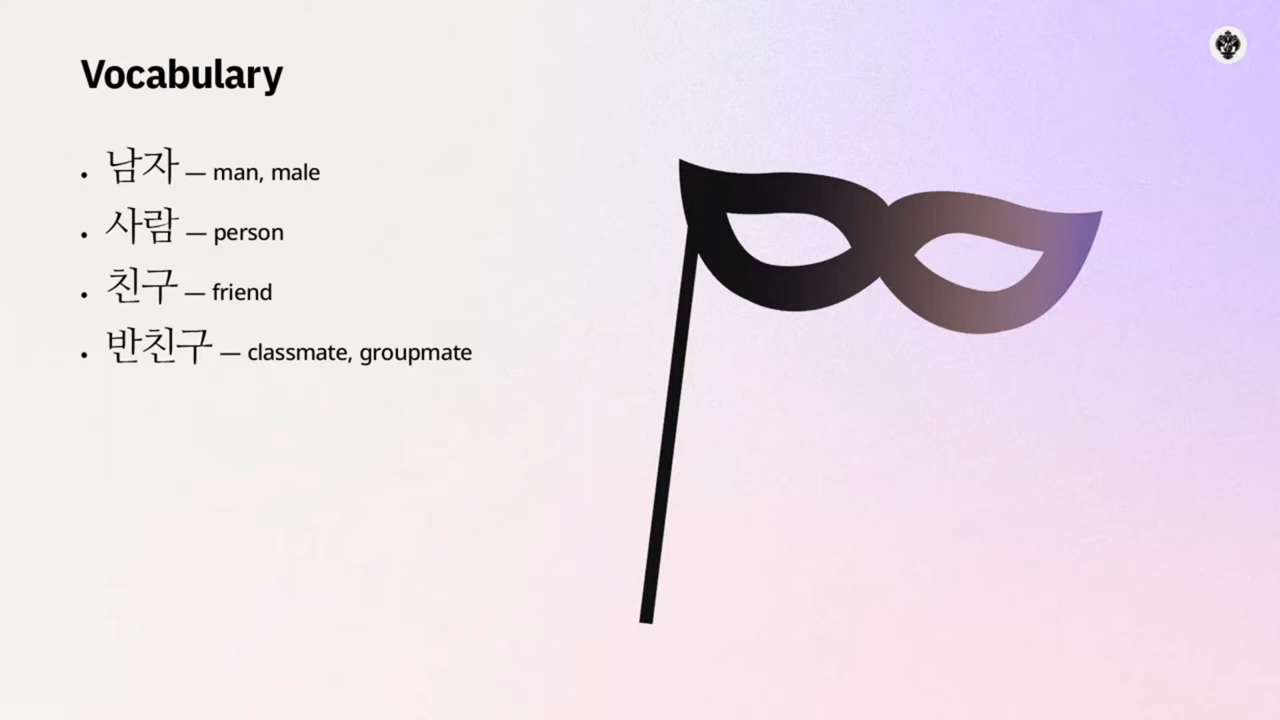 Vocabulary
• 남자 — man, male
• 사람 — person
• 친구 — friend
• 반친구 — classmate, groupmate